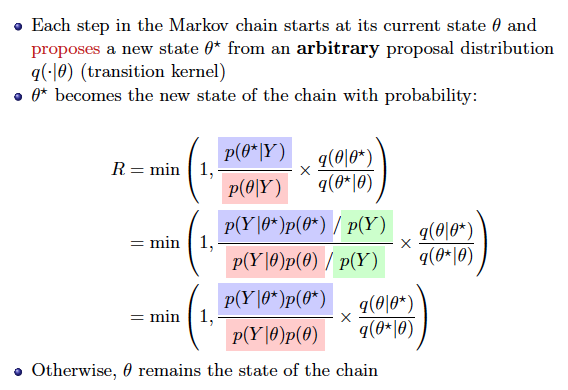 • Each step in the Markov chain starts at its current state θ and
proposes a new state θ⋆ from an arbitrary proposal distribution
q(·|θ) (transition kernel)
• θ⋆ becomes the new state of the chain with probability:
R = min (1, p(θ⋆|Y) / p(θ|Y) × q(θ|θ⋆) / q(θ⋆|θ))
= min (1, p(Y|θ⋆)p(θ⋆) / p(Y) / p(Y|θ)p(θ) / p(Y) × q(θ|θ⋆) / q(θ⋆|θ))
= min (1, p(Y|θ⋆)p(θ⋆) / p(Y|θ)p(θ) × q(θ|θ⋆) / q(θ⋆|θ))
• Otherwise, θ remains the state of the chain